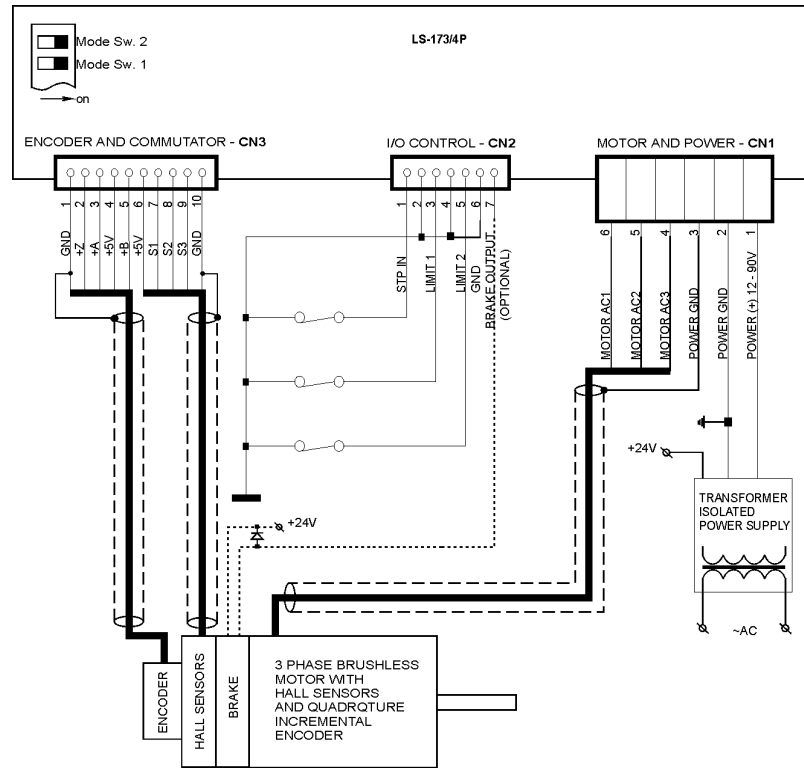 Mode Sw. 2
Mode Sw. 1
on
LS-173/4P
ENCODER AND COMMUTATOR - CN3
I/O CONTROL - CN2
MOTOR AND POWER - CN1
1 2 3 4 5 6 7 8 9 10
GND
+Z
+A
+5V
+B
+5V
S1
S2
S3
GND
1 2 3 4 5 6 7
STP IN
LIMIT 1
LIMIT 2
GND
BRAKE OUTPUT
(OPTIONAL)
6 5 4 3 2 1
MOTOR AC1
MOTOR AC2
MOTOR AC3
POWER GND
POWER GND
POWER (+) 12 - 90V
+24V
TRANSFORMER
ISOLATED
POWER SUPPLY
~AC
+24V
ENCODER
HALL SENSORS
BRAKE
3 PHASE BRUSHLESS
MOTOR WITH
HALL SENSORS
AND QUADRQTURE
INCREMENTAL
ENCODER